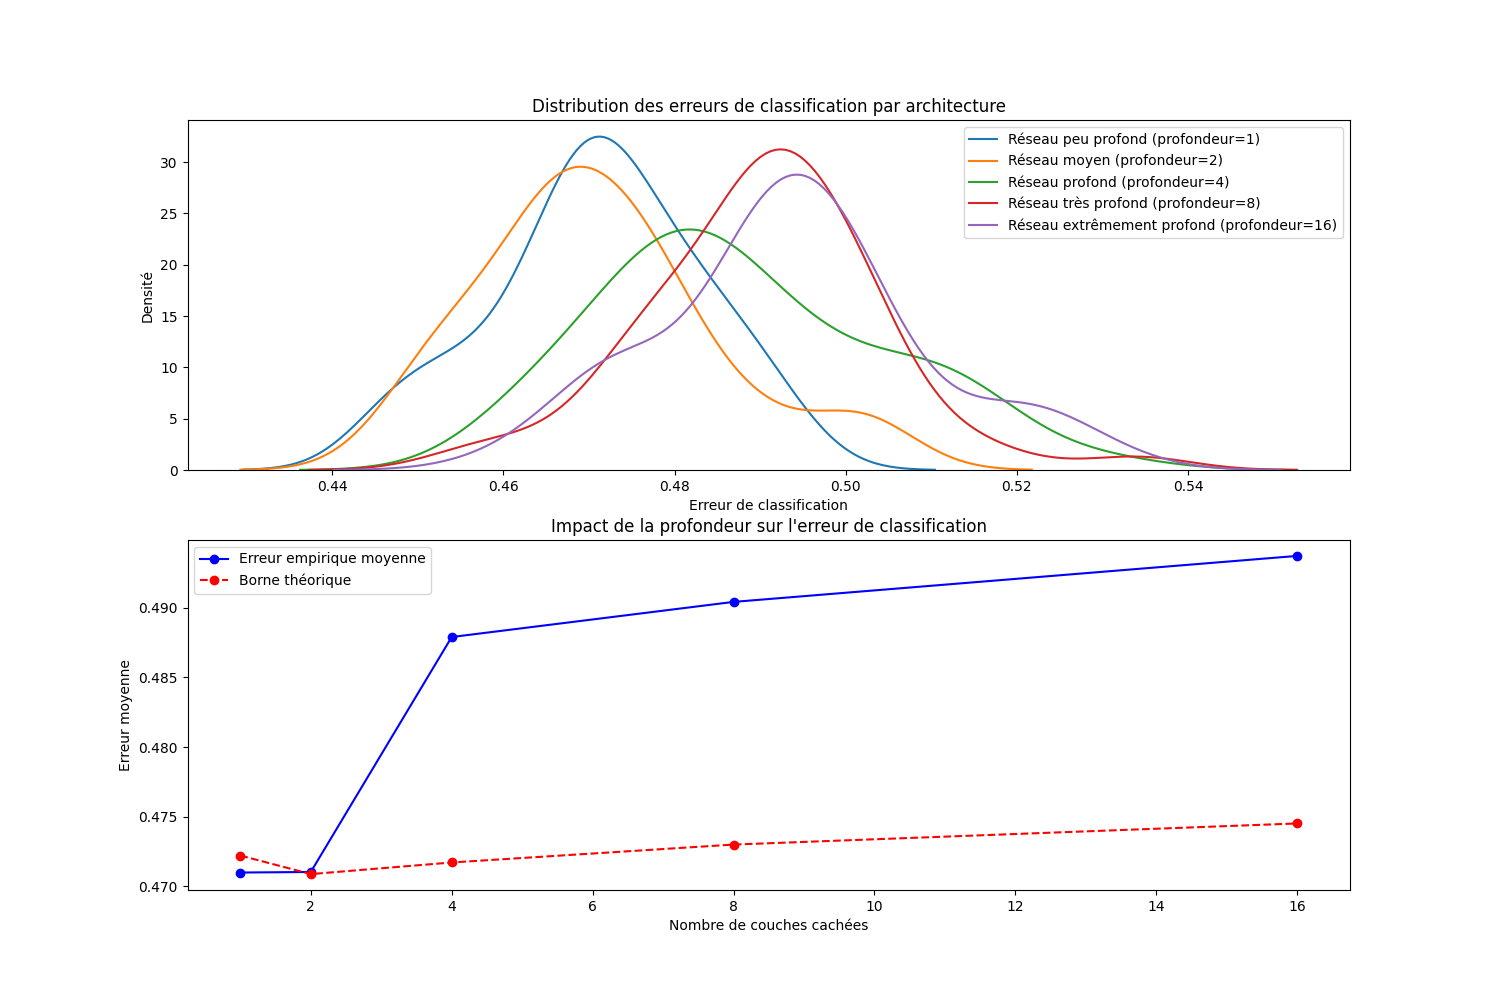 Distribution des erreurs de classification par architecture
Réseau peu profond (profondeur=1)
Réseau moyen (profondeur=2)
Réseau profond (profondeur=4)
Réseau très profond (profondeur=8)
Réseau extrêmement profond (profondeur=16)
Densité
30
25
20
15
10
5
0
0.44 0.46 0.48 0.50 0.52 0.54
Erreur de classification
Impact de la profondeur sur l'erreur de classification
Erreur empirique moyenne
Borne théorique
Erreur moyenne
0.490
0.485
0.480
0.475
0.470
2 4 6 8 10 12 14 16
Nombre de couches cachées